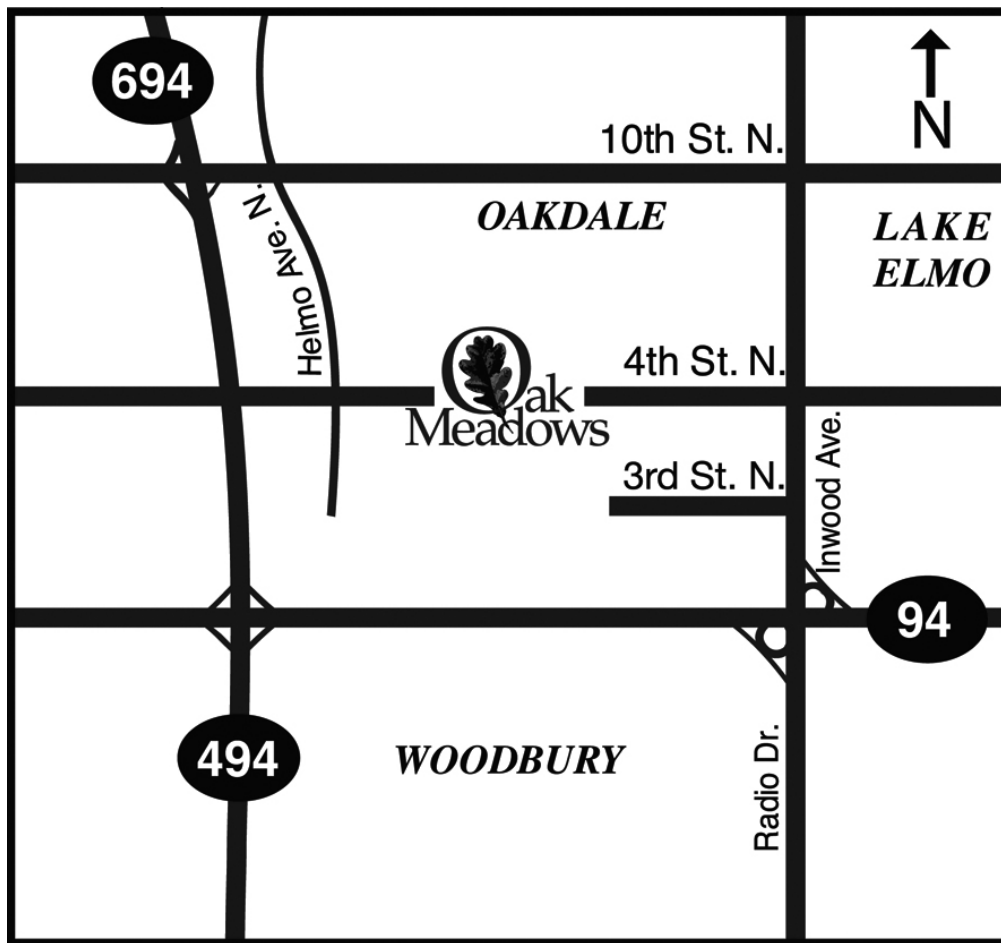 694
10th St. N.
N
Helmo Ave. N.
OAKDALE
LAKE
ELMO
4th St. N.
Oak
Meadows
3rd St. N.
Inwood Ave.
94
494
WOODBURY
Radio Dr.